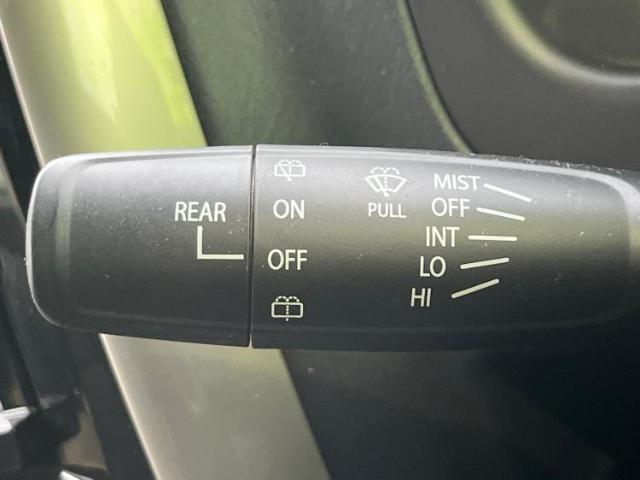 REAR
ON
OFF
PULL
MIST
OFF
INT
LO
HI